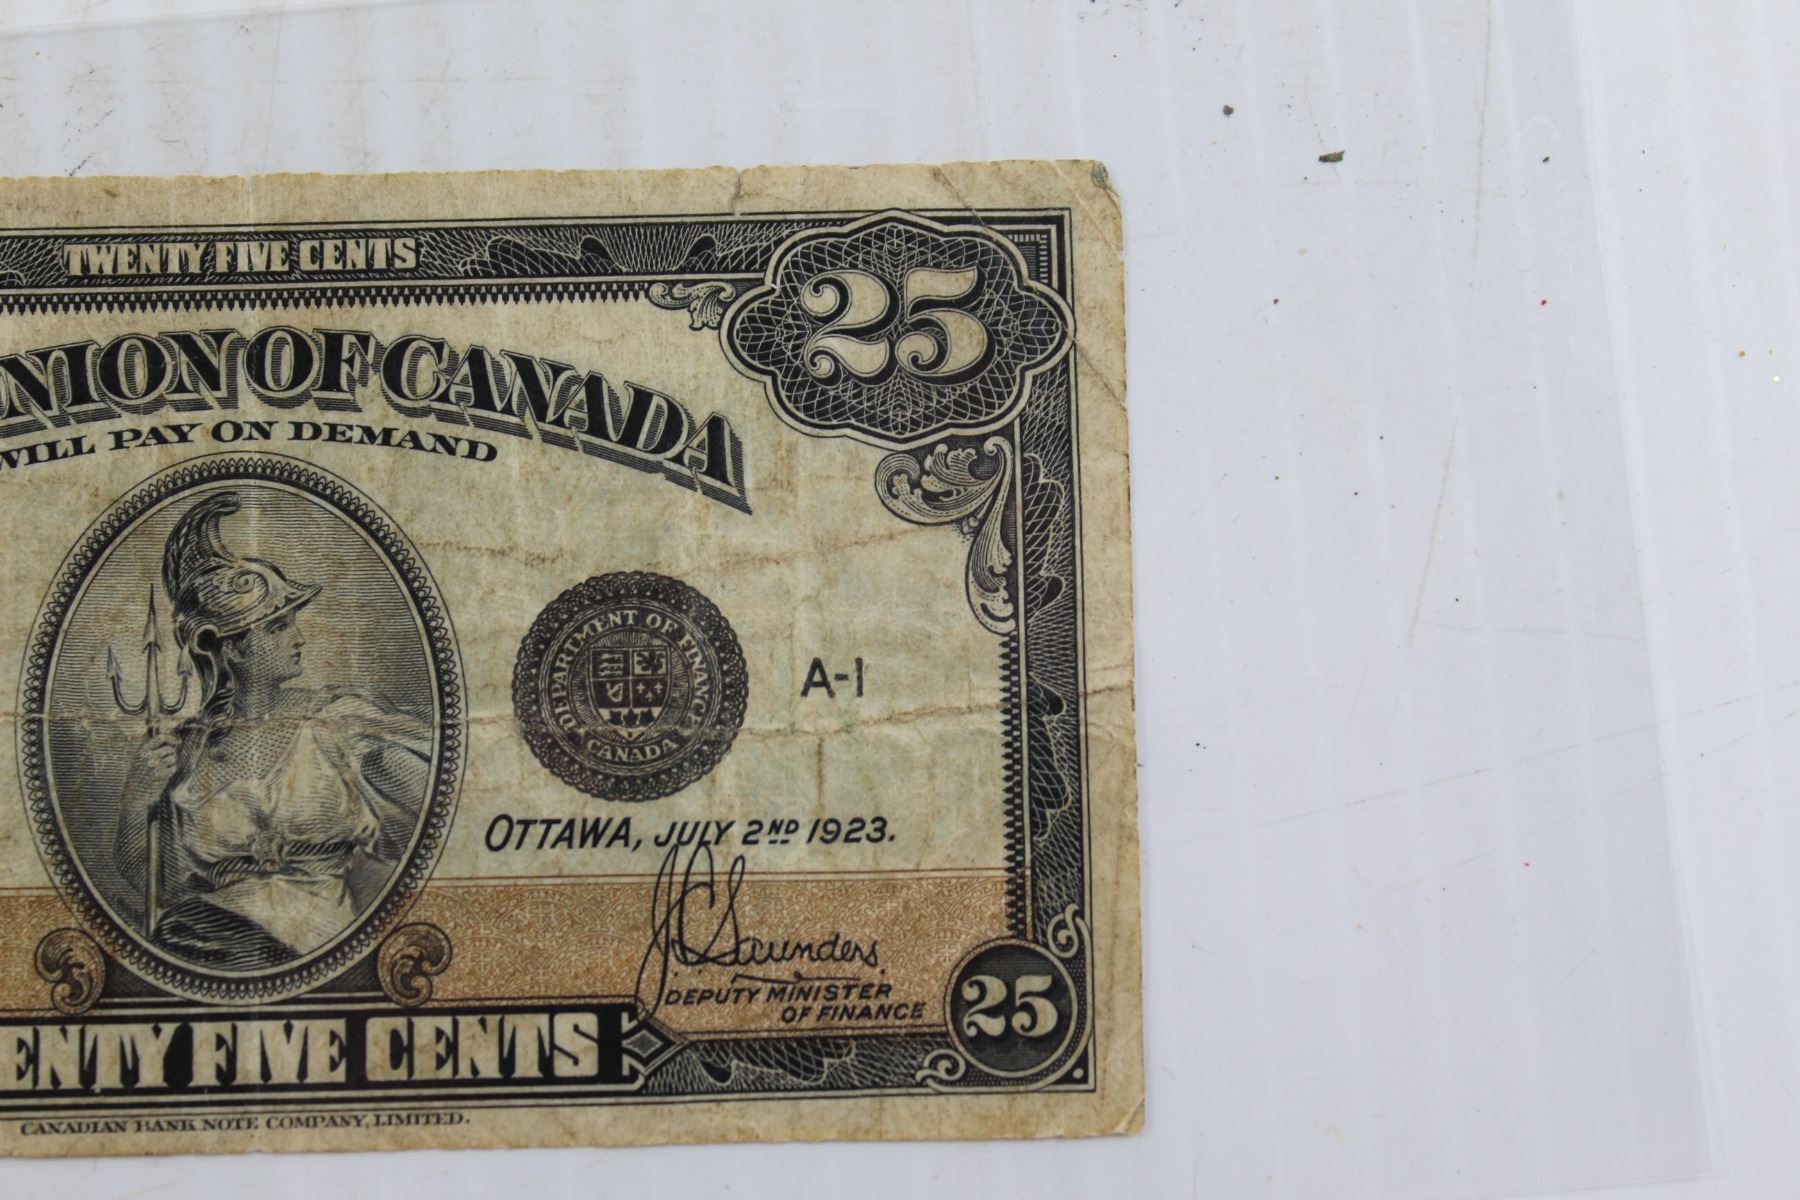 TWENTY FIVE CENTS
25
NION OF CANADA
WILL PAY ON DEMAND
DEPARTMENT OF FINANCE
CANADA
A-1
OTTAWA, JULY 2ND 1923.
J.C. Saunders
DEPUTY MINISTER
OF FINANCE
25
ENTY FIVE CENTS
CANADIAN BANK NOTE COMPANY, LIMITED.